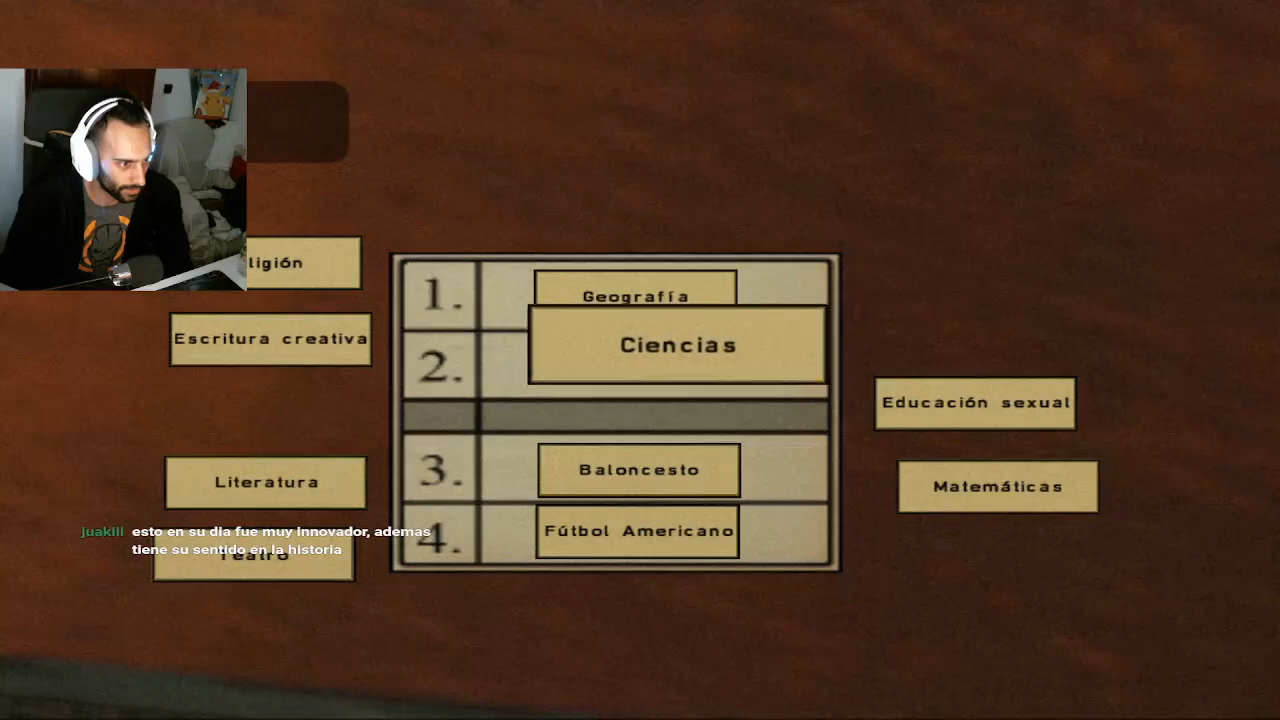 ligión
Escritura creativa
Literatura
Teatro
1.
Geografía
2.
Ciencias
3.
Baloncesto
4.
Fútbol Americano
Educación sexual
Matemáticas
juakiii esto en su dia fue muy innovador, ademas
tiene su sentido en la historia